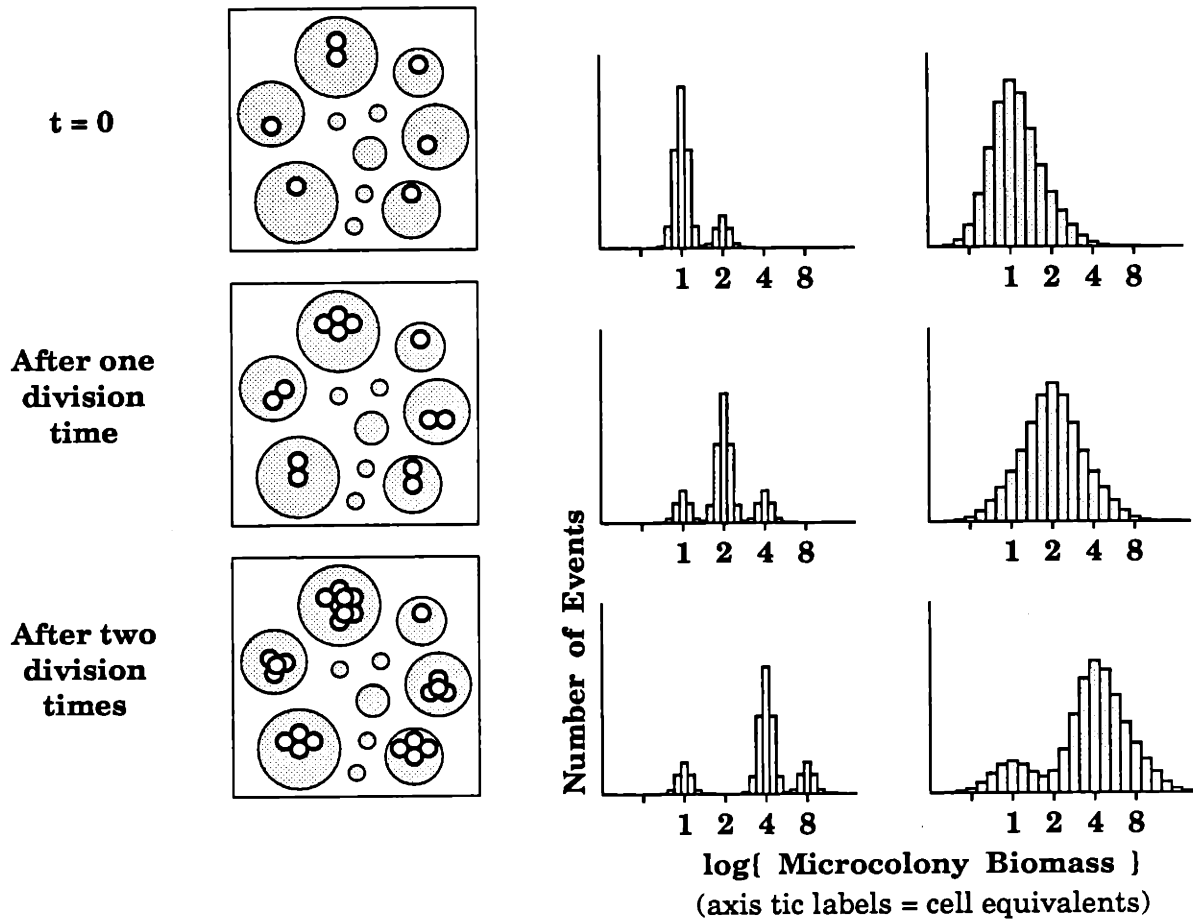 t = 0
1 2 4 8
1 2 4 8
After one
division
time
1 2 4 8
1 2 4 8
After two
division
times
Number of Events
1 2 4 8
1 2 4 8
log{ Microcolony Biomass }
(axis tic labels = cell equivalents)